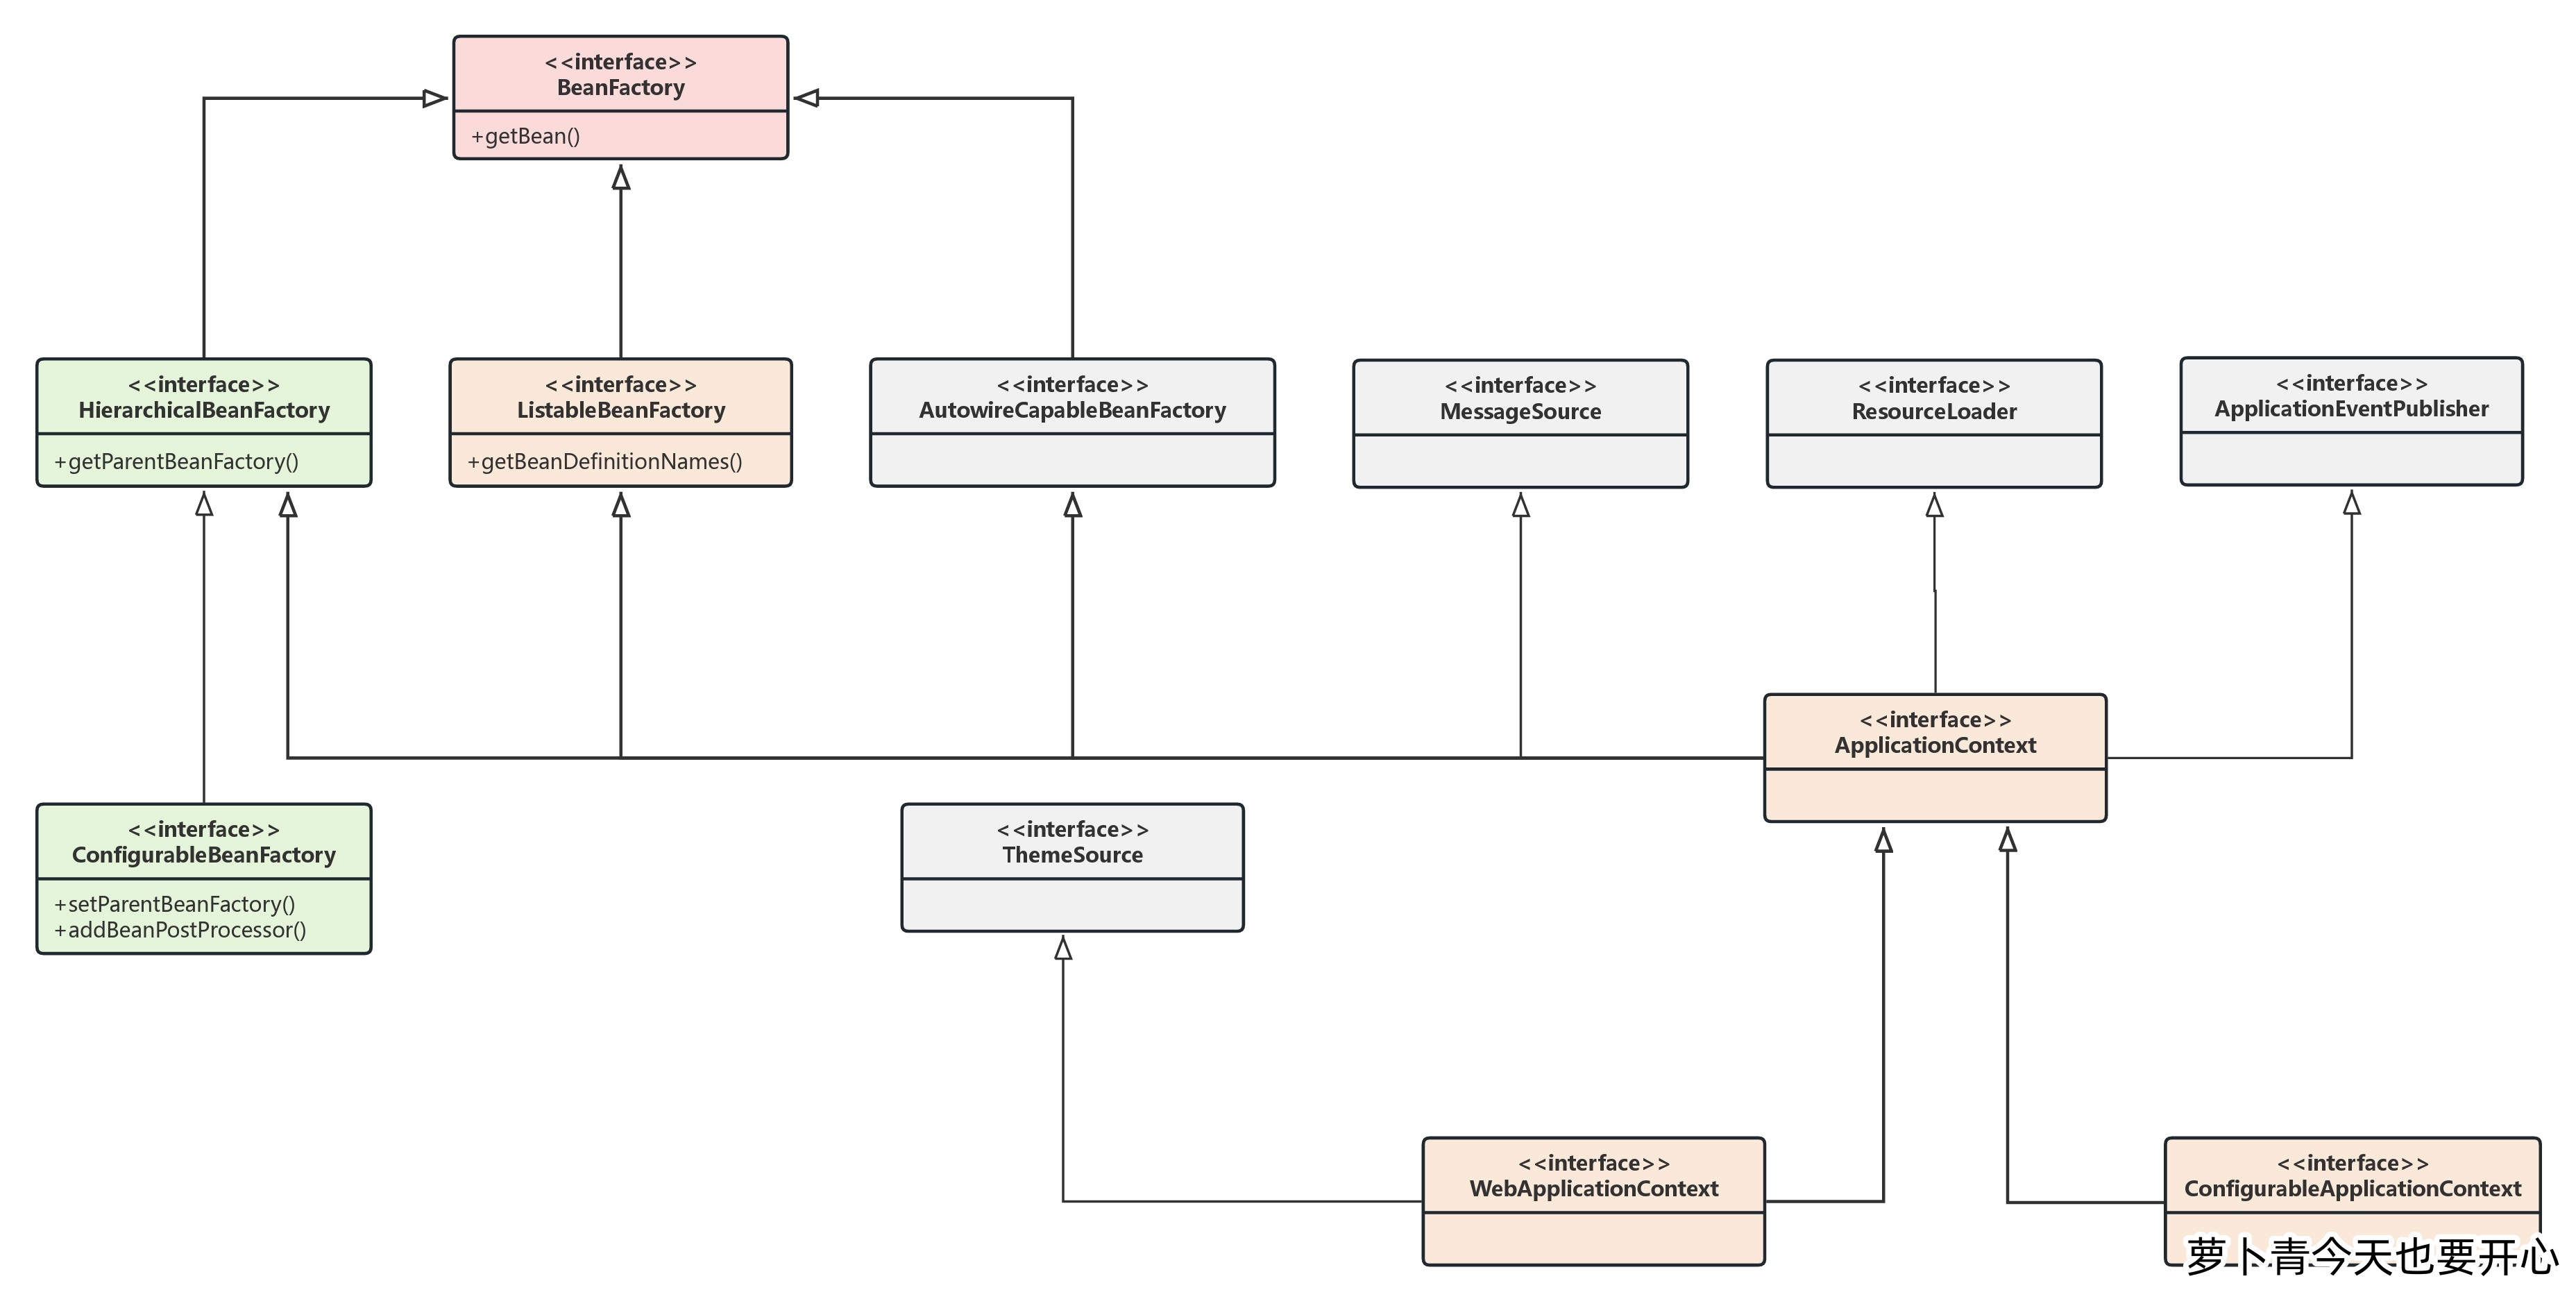 <<interface>>
BeanFactory
+getBean()
<<interface>>
HierarchicalBeanFactory
+getParentBeanFactory()
<<interface>>
ListableBeanFactory
+getBeanDefinitionNames()
<<interface>>
AutowireCapableBeanFactory
<<interface>>
MessageSource
<<interface>>
ResourceLoader
<<interface>>
ApplicationEventPublisher
<<interface>>
ApplicationContext
<<interface>>
ConfigurableBeanFactory
+setParentBeanFactory()
+addBeanPostProcessor()
<<interface>>
ThemeSource
<<interface>>
WebApplicationContext
<<interface>>
ConfigurableApplicationContext
萝卜青今天也要开心